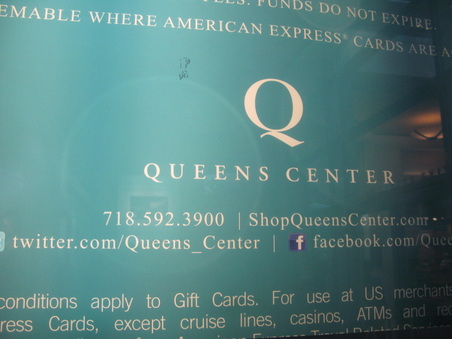 FUNDS DO NOT EXPIRE.
EMABLE WHERE AMERICAN EXPRESS® CARDS ARE A
Q
QUEENS CENTER
718.592.3900 | ShopQueensCenter.com
twitter.com/Queens_Center | f facebook.com/Quee
conditions apply to Gift Cards. For use at US merchants
ress Cards, except cruise lines, casinos, ATMs and rec